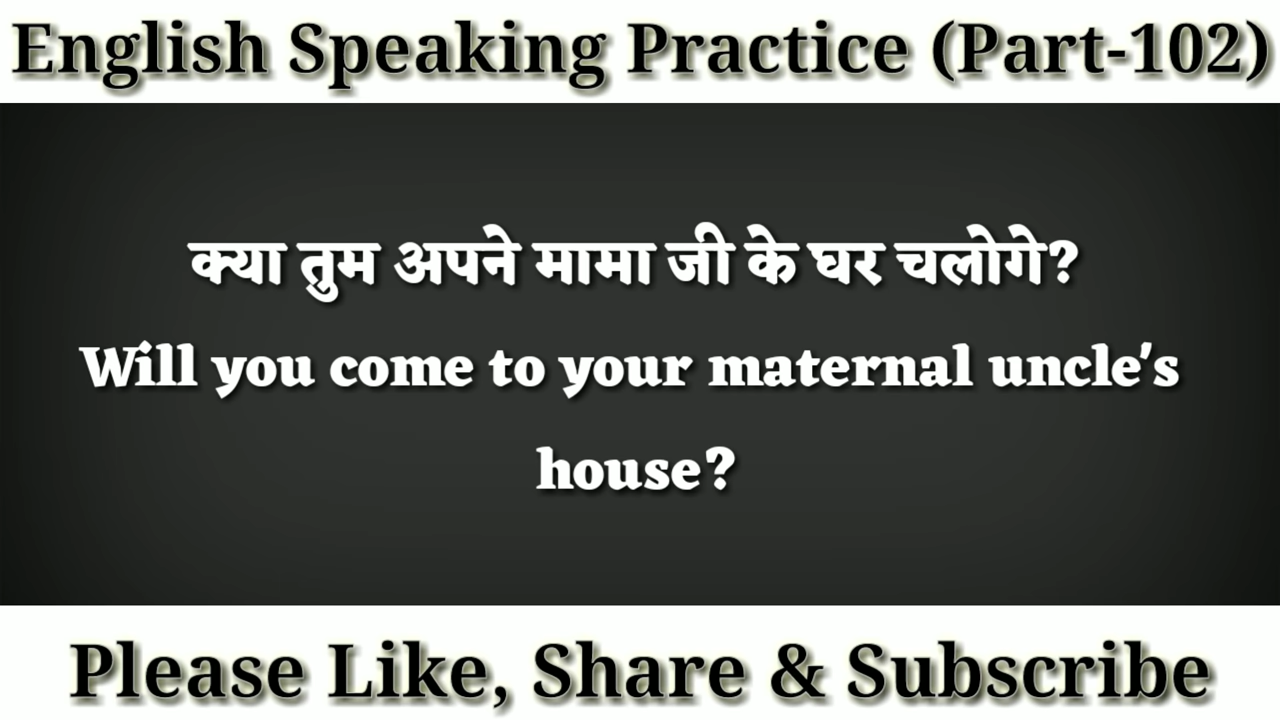 English Speaking Practice (Part-102)
क्या तुम अपने मामा जी के घर चलोगे?
Will you come to your maternal uncle's
house?
Please Like, Share & Subscribe